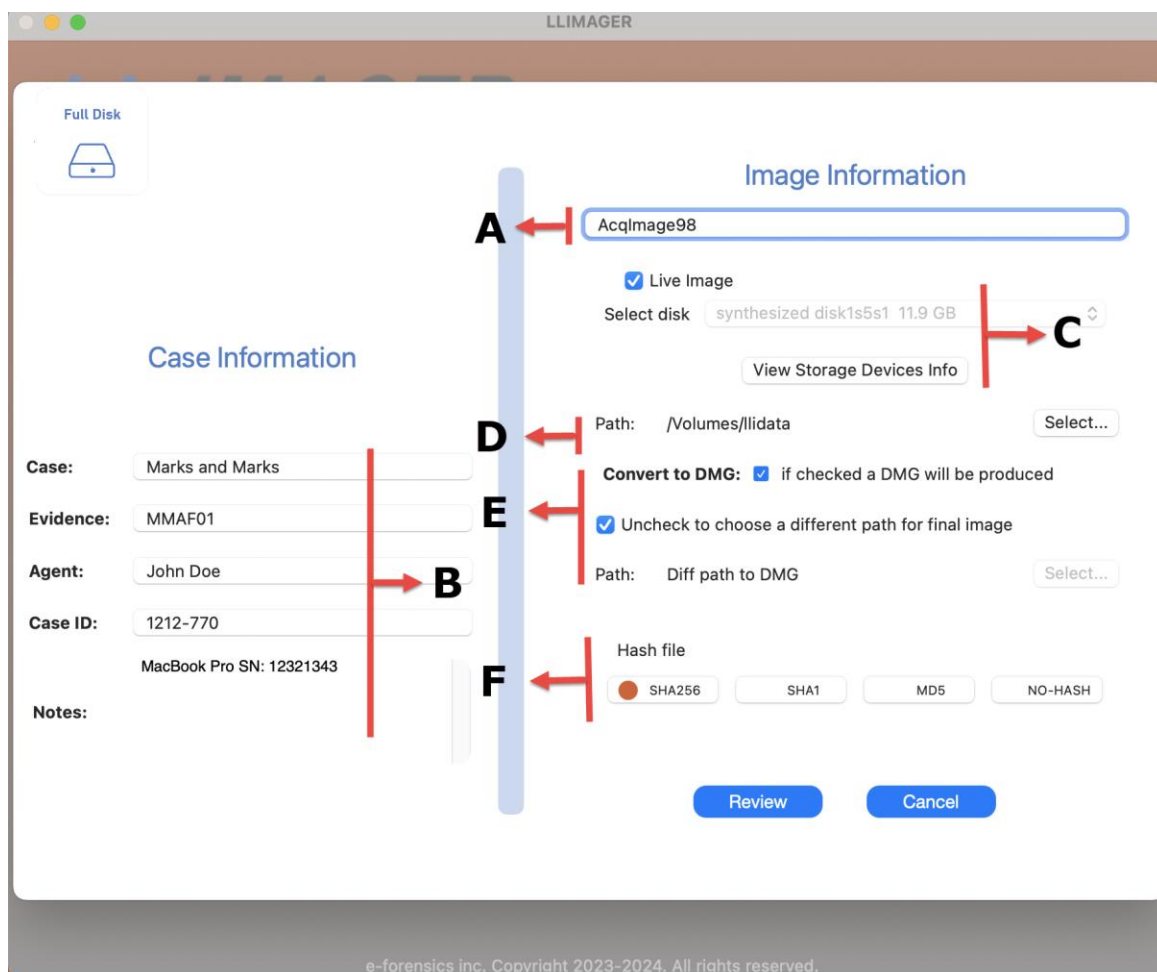 LLIMAGER
Full Disk
Image Information
A
AcqImage98
Live Image
Select disk synthesized disk1s5s1 11.9 GB
C
View Storage Devices Info
Case Information
D
Path: /Volumes/llidata Select...
Case: Marks and Marks
Convert to DMG: if checked a DMG will be produced
Evidence: MMAF01
E
Uncheck to choose a different path for final image
Agent: John Doe
B
Path: Diff path to DMG Select...
Case ID: 1212-770
Hash file
MacBook Pro SN: 12321343
F
SHA256 SHA1 MD5 NO-HASH
Notes:
Review Cancel
e-forensics inc. Copyright 2023-2024. All rights reserved.